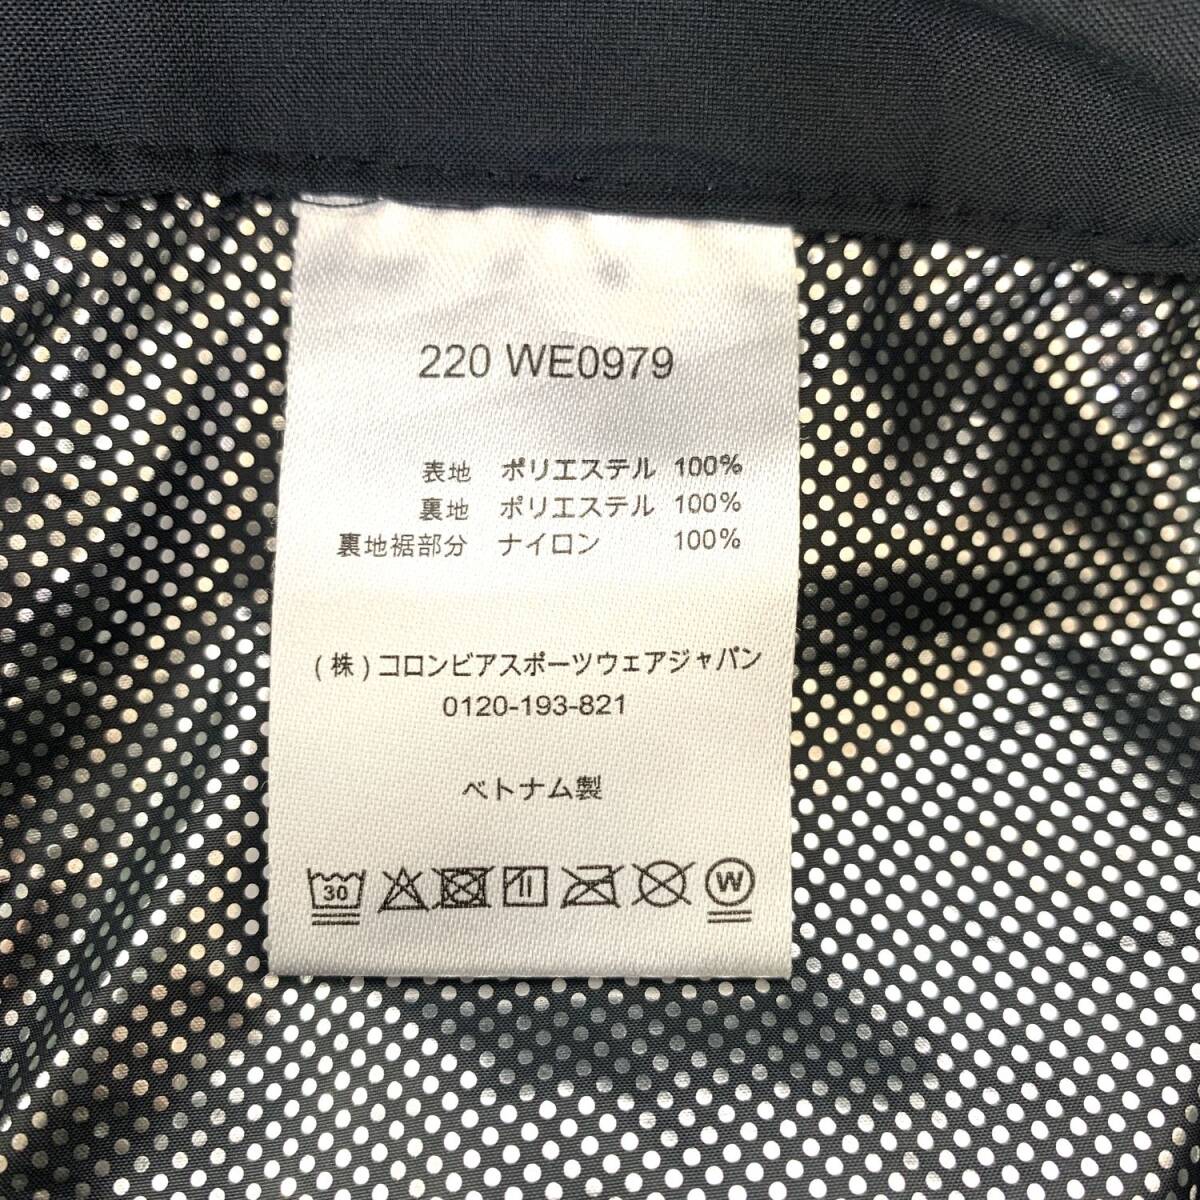 220 WE0979
表地 ポリエステル 100%
裏地 ポリエステル 100%
裏地裾部分 ナイロン 100%
(株)コロンビアスポーツウェアジャパン
0120-193-821
ベトナム製
30 W